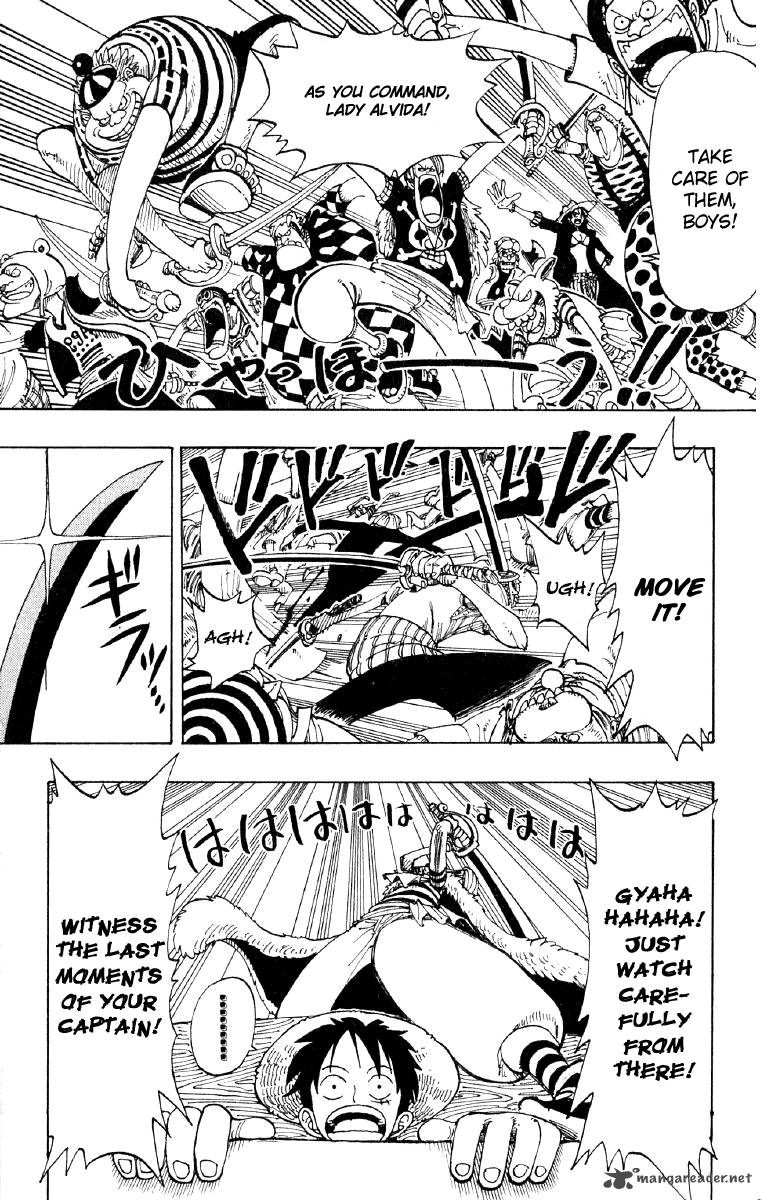 TAKE
CARE OF
THEM,
BOYS!
AS YOU COMMAND,
LADY ALVIDA!
ひゃっほーーう!!
MOVE
IT!
UGH!
AGH!
ドドドドドド
ギラッ
GYAHA
HAHAHA!
JUST
WATCH
CARE-
FULLY
FROM
THERE!
はははははははは
WITNESS
THE LAST
MOMENTS
OF YOUR
CAPTAIN!
mangareader.net